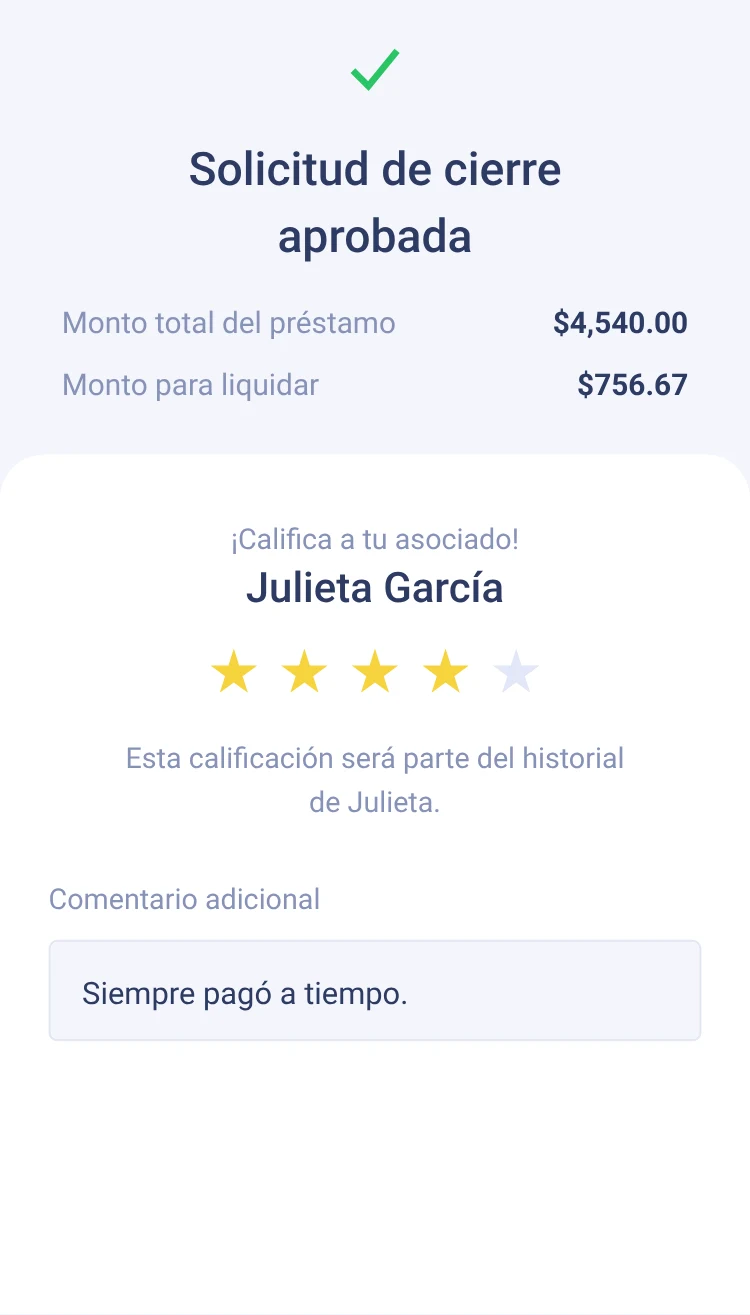 Solicitud de cierre
aprobada
Monto total del préstamo $4,540.00
Monto para liquidar $756.67
¡Califica a tu asociado!
Julieta García
Esta calificación será parte del historial
de Julieta.
Comentario adicional
Siempre pagó a tiempo.